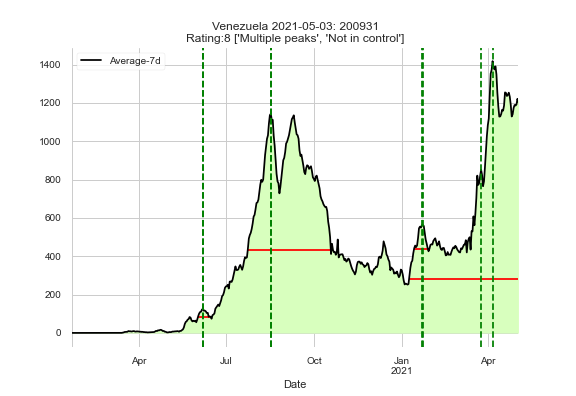 Venezuela 2021-05-03: 200931
Rating:8 ['Multiple peaks', 'Not in control']
Average-7d
1400
1200
1000
800
600
400
200
0
Apr
Jul
Oct
Jan
2021
Apr
Date